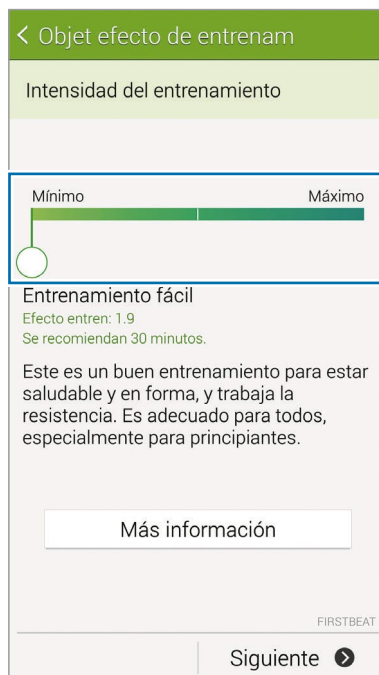 Objet efecto de entrenam
Intensidad del entrenamiento
Mínimo Máximo
Entrenamiento fácil
Efecto entren: 1.9
Se recomiendan 30 minutos.
Este es un buen entrenamiento para estar
saludable y en forma, y trabaja la
resistencia. Es adecuado para todos,
especialmente para principiantes.
Más información
FIRSTBEAT
Siguiente